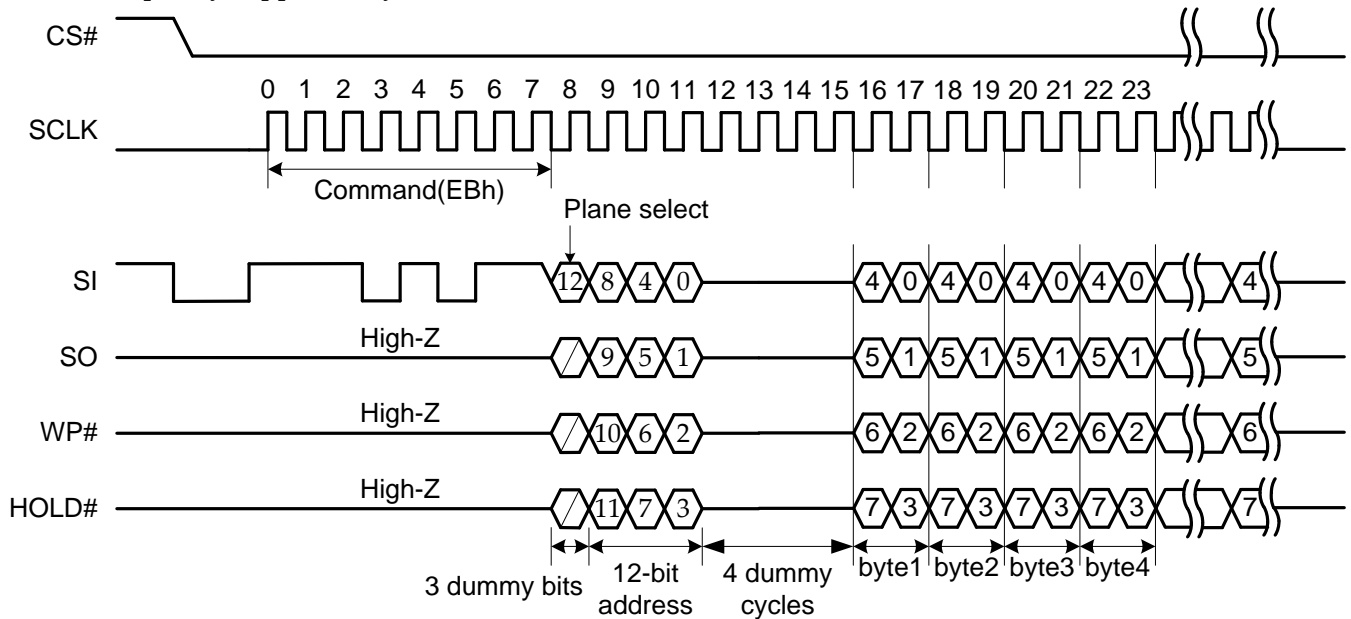 CS#
0 1 2 3 4 5 6 7 8 9 10 11 12 13 14 15 16 17 18 19 20 21 22 23
SCLK
Command(EBh)
Plane select
SI 12 8 4 0 4 0 4 0 4 0 4 0 4
High-Z
SO 9 5 1 5 1 5 1 5 1 5 1 5
High-Z
WP# 10 6 2 6 2 6 2 6 2 6 2 6
High-Z
HOLD# 11 7 3 7 3 7 3 7 3 7 3 7
3 dummy bits 12-bit address 4 dummy cycles byte1 byte2 byte3 byte4